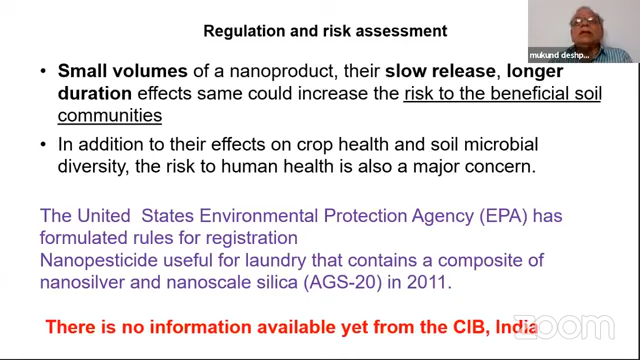 Regulation and risk assessment
mukund deshp...
• Small volumes of a nanoproduct, their slow release, longer
duration effects same could increase the risk to the beneficial soil
communities
• In addition to their effects on crop health and soil microbial
diversity, the risk to human health is also a major concern.
The United States Environmental Protection Agency (EPA) has
formulated rules for registration
Nanopesticide useful for laundry that contains a composite of
nanosilver and nanoscale silica (AGS-20) in 2011.
There is no information available yet from the CIB, India
zoom